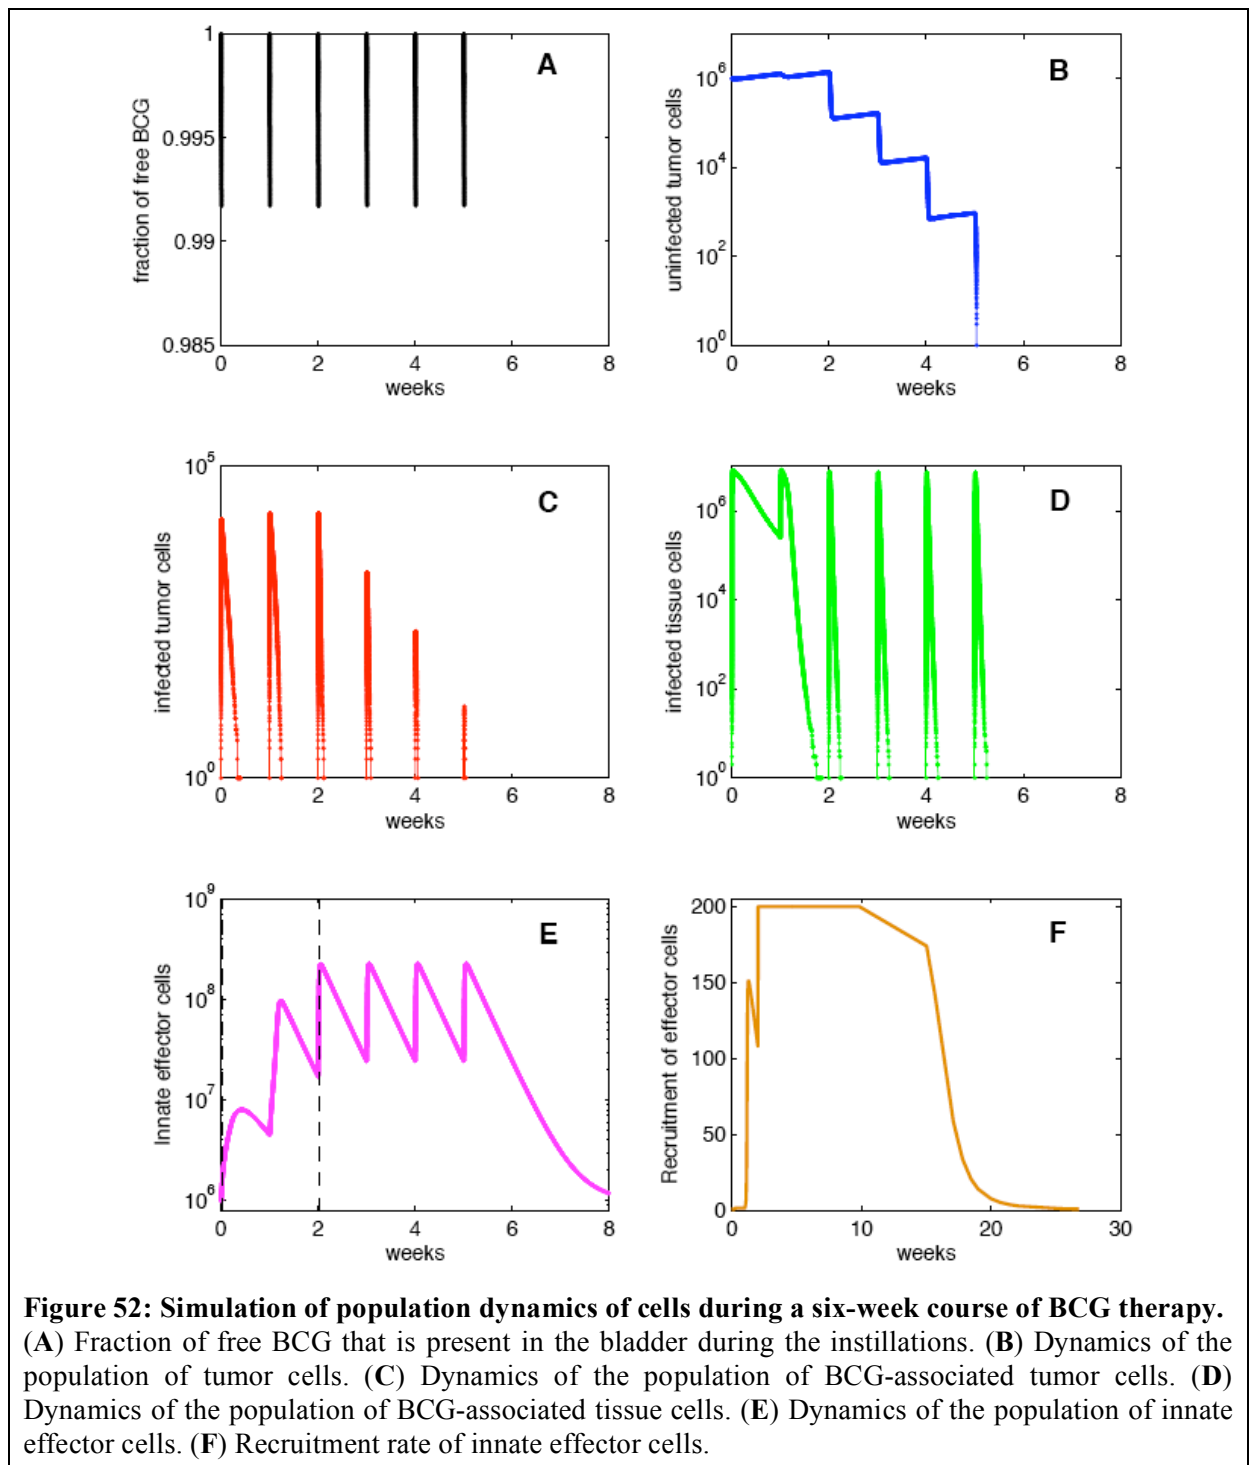 A
fraction of free BCG
1
0.995
0.99
0.985
0 2 4 6 8
weeks
B
uninfected tumor cells
10^6
10^4
10^2
10^0
0 2 4 6 8
weeks
C
infected tumor cells
10^5
10^0
0 2 4 6 8
weeks
D
infected tissue cells
10^6
10^4
10^2
10^0
0 2 4 6 8
weeks
E
Innate effector cells
10^9
10^8
10^7
10^6
0 2 4 6 8
weeks
F
Recruitment of effector cells
200
150
100
50
0
0 10 20 30
weeks
Figure 52: Simulation of population dynamics of cells during a six-week course of BCG therapy.
(A) Fraction of free BCG that is present in the bladder during the instillations. (B) Dynamics of the
population of tumor cells. (C) Dynamics of the population of BCG-associated tumor cells. (D)
Dynamics of the population of BCG-associated tissue cells. (E) Dynamics of the population of innate
effector cells. (F) Recruitment rate of innate effector cells.